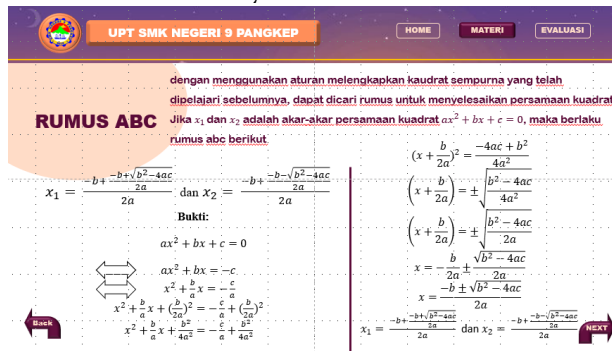 UPT SMK NEGERI 9 PANGKEP
HOME
MATERI
EVALUASI
RUMUS ABC
dengan menggunakan aturan melengkapkan kaudrat sempurna yang telah
dipelajari sebelumnya, dapat dicari rumus untuk menyelesaikan persamaan kuadrat
Jika x₁ dan x₂ adalah akar-akar persamaan kuadrat ax² + bx + c = 0, maka berlaku
rumus abc berikut
x₁ = (-b + (-b+√(b²-4ac))/2a)/2a dan x₂ = (-b + (-b-√(b²-4ac))/2a)/2a
Bukti:
ax² + bx + c = 0
ax² + bx = −c
x² + b/a x = − c/a
x² + b/a x + (b/2a)² = − c/a + (b/2a)²
x² + b/a x + b²/4a² = − c/a + b²/4a²
(x + b/2a)² = (−4ac + b²)/4a²
(x + b/2a) = ± √((b² − 4ac)/4a²)
(x + b/2a) = ± √((b² − 4ac)/2a)
x = − b/2a ± √(b² − 4ac)/2a
x = (−b ± √(b² − 4ac))/2a
x₁ = (-b + (-b+√(b²-4ac))/2a)/2a dan x₂ = (-b + (-b-√(b²-4ac))/2a)/2a
Back
NEXT